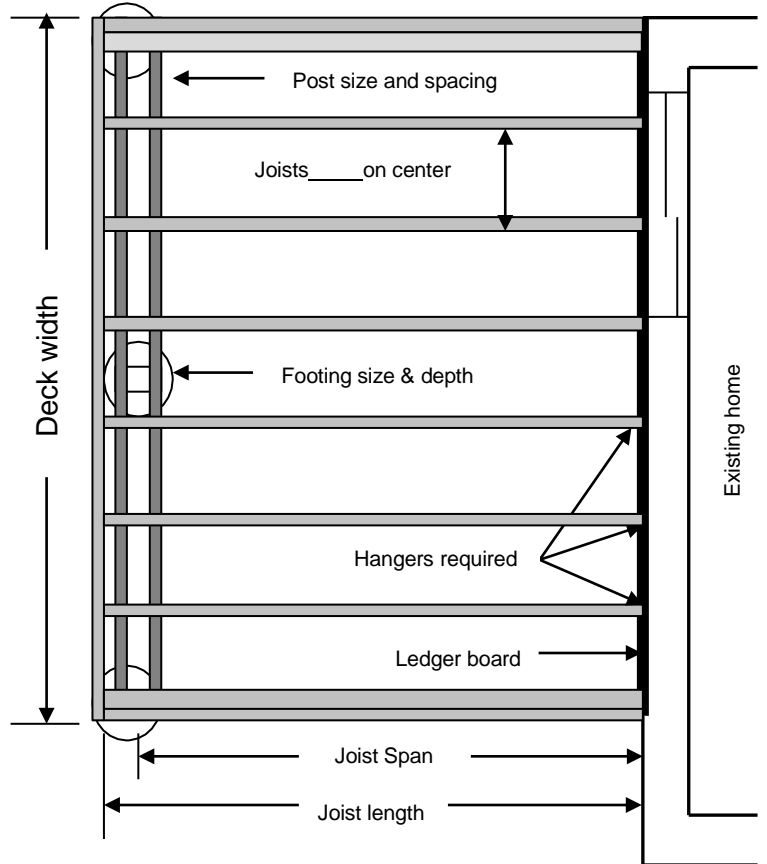 Post size and spacing
Joists_____on center
Deck width
Footing size & depth
Existing home
Hangers required
Ledger board
Joist Span
Joist length